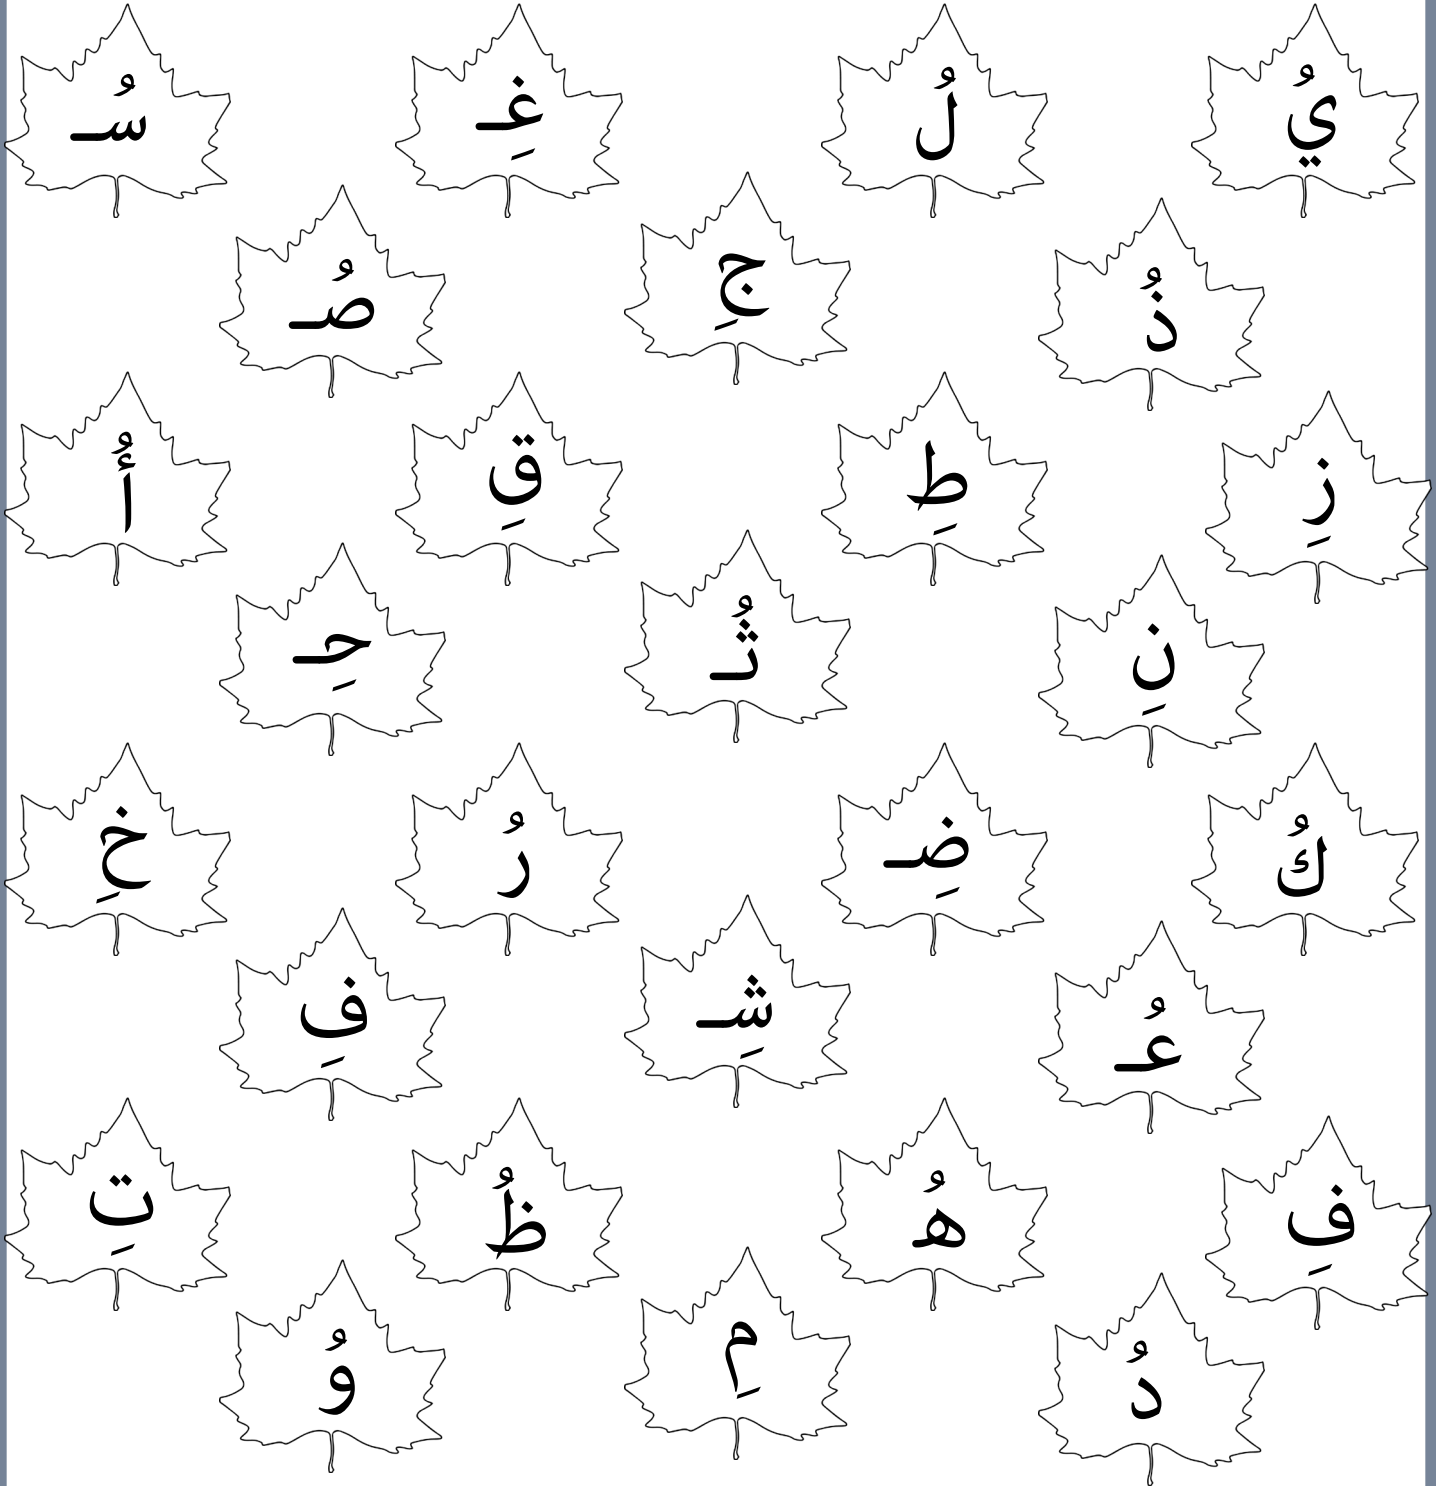 يُ لُ غِـ سُـ
ذُ جِ صُـ
زِ طِ قِ أُ
نِ ثُـ حِـ
كُ ضِـ رُ خِ
عُـ شِـ فِ
فِ هُ ظُ تِ
دُ مِ وُ